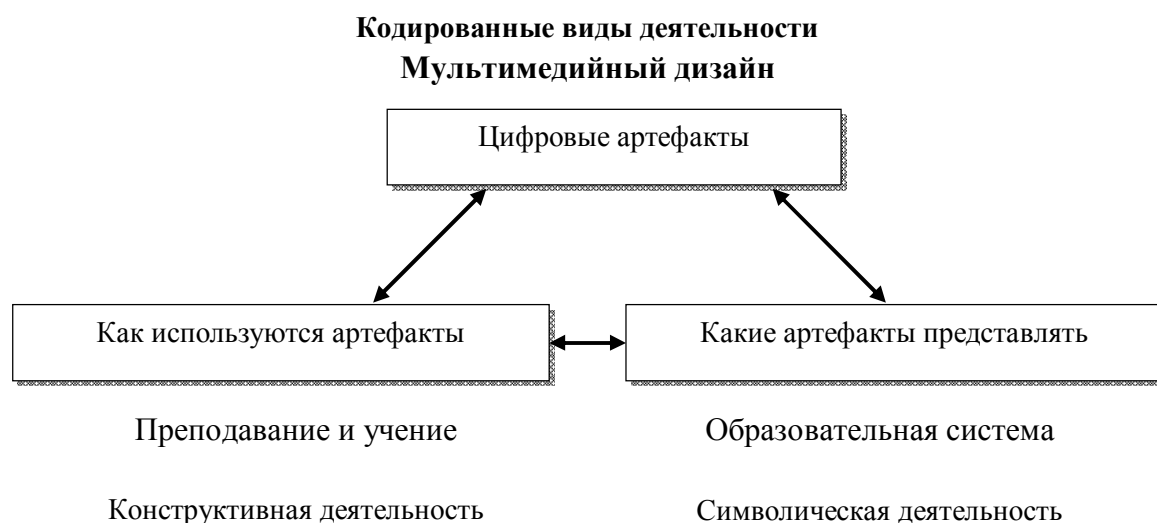 Кодированные виды деятельности
Мультимедийный дизайн
Цифровые артефакты
Как используются артефакты
Какие артефакты представлять
Преподавание и учение
Образовательная система
Конструктивная деятельность
Символическая деятельность